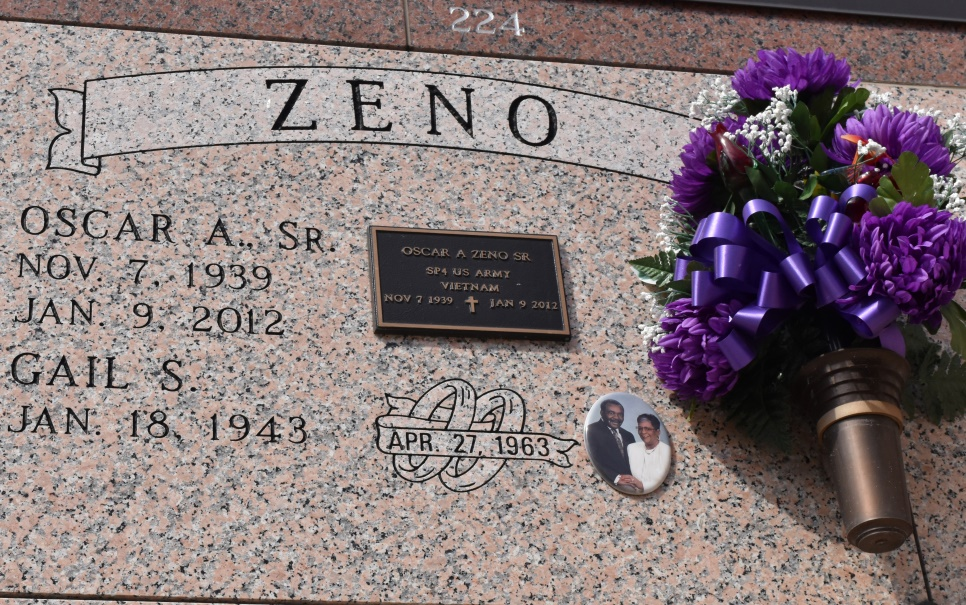 224
ZENO
OSCAR A., SR.
NOV. 7, 1939
JAN. 9, 2012
OSCAR A ZENO SR
SP4 US ARMY
VIETNAM
NOV 7 1939 JAN 9 2012
GAIL S.
JAN. 18, 1943
APR. 27, 1963